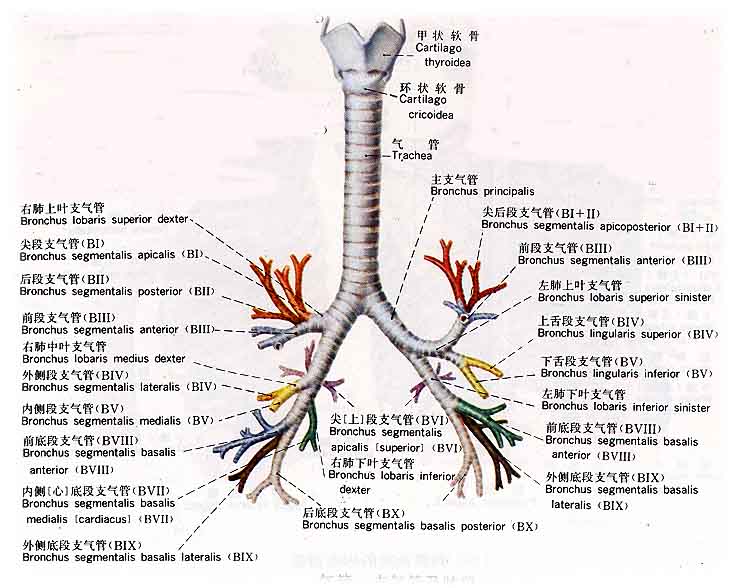 甲状软骨
Cartilago
thyroidea
环状软骨
Cartilago
cricoidea
气管
Trachea
主支气管
Bronchus principalis
右肺上叶支气管
Bronchus lobaris superior dexter
尖段支气管(BI)
Bronchus segmentalis apicalis (BI)
后段支气管(BII)
Bronchus segmentalis posterior (BII)
前段支气管(BIII)
Bronchus segmentalis anterior (BIII)
右肺中叶支气管
Bronchus lobaris medius dexter
外侧段支气管(BIV)
Bronchus segmentalis lateralis (BIV)
内侧段支气管(BV)
Bronchus segmentalis medialis (BV)
前底段支气管(BVIII)
Bronchus segmentalis basalis
anterior (BVIII)
内侧[心]底段支气管(BVII)
Bronchus segmentalis basalis
medialis [cardiacus] (BVII)
外侧底段支气管(BIX)
Bronchus segmentalis basalis lateralis (BIX)
尖[上]段支气管(BVI)
Bronchus segmentalis
apicalis [superior] (BVI)
右肺下叶支气管
Bronchus lobaris inferior
dexter
后底段支气管(BX)
Bronchus segmentalis basalis posterior (BX)
尖后段支气管(BI+II)
Bronchus segmentalis apicoposterior (BI+II)
前段支气管(BIII)
Bronchus segmentalis anterior (BIII)
左肺上叶支气管
Bronchus lobaris superior sinister
上舌段支气管(BIV)
Bronchus lingularis superior (BIV)
下舌段支气管(BV)
Bronchus lingularis inferior (BV)
左肺下叶支气管
Bronchus lobaris inferior sinister
前底段支气管(BVIII)
Bronchus segmentalis basalis
anterior (BVIII)
外侧底段支气管(BIX)
Bronchus segmentalis basalis
lateralis (BIX)